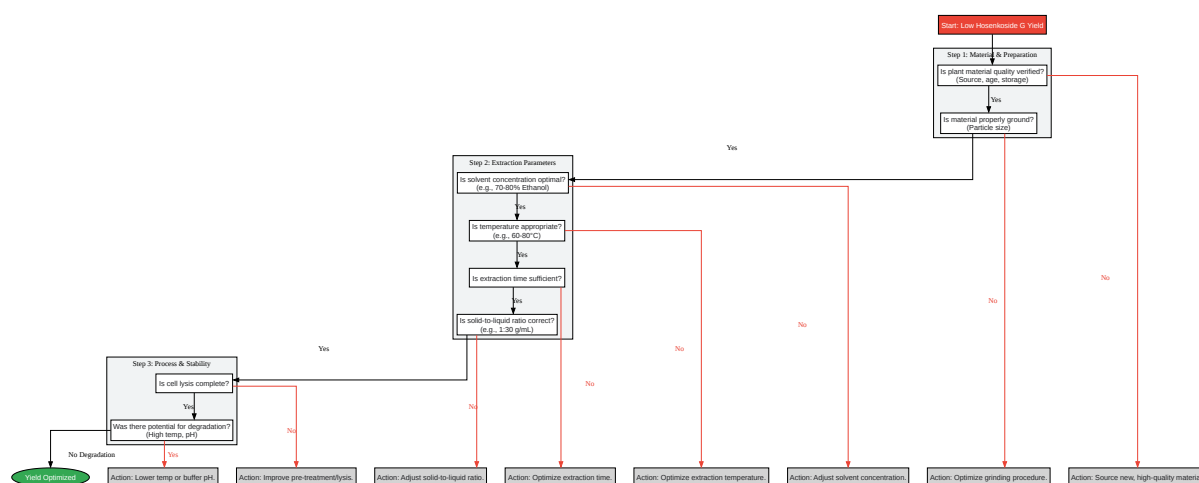 Start: Low Hosenkoside G Yield
Step 1: Material & Preparation
Is plant material quality verified?
(Source, age, storage)
Yes
Is material properly ground?
(Particle size)
Yes
Step 2: Extraction Parameters
Is solvent concentration optimal?
(e.g., 70-80% Ethanol)
Yes
Is temperature appropriate?
(e.g., 60-80°C)
Yes
Is extraction time sufficient?
Yes
Is solid-to-liquid ratio correct?
(e.g., 1:30 g/mL)
No
No
No
No
No
Yes
Step 3: Process & Stability
Is cell lysis complete?
Yes
No
No
Was there potential for degradation?
(High temp, pH)
No Degradation
Yes
Yield Optimized
Action: Lower temp or buffer pH.
Action: Improve pre-treatment/lysis.
Action: Adjust solid-to-liquid ratio.
Action: Optimize extraction time.
Action: Optimize extraction temperature.
Action: Adjust solvent concentration.
Action: Optimize grinding procedure.
Action: Source new, high-quality